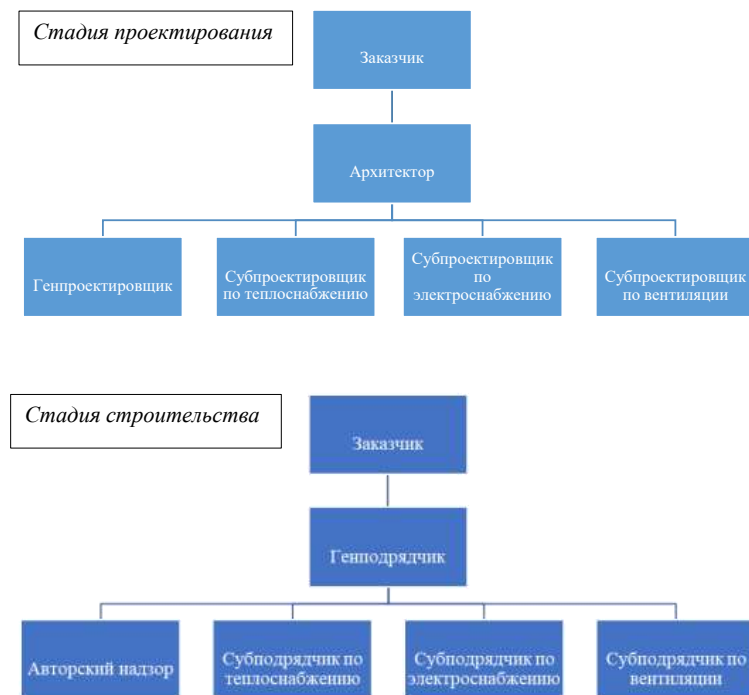 Стадия проектирования
Заказчик
Архитектор
Генпроектировщик
Субпроектировщик
по теплоснабжению
Субпроектировщик
по
электроснабжению
Субпроектировщик
по вентиляции
Стадия строительства
Заказчик
Генподрядчик
Авторский надзор
Субподрядчик по
теплоснабжению
Субподрядчик по
электроснабжению
Субподрядчик по
вентиляции